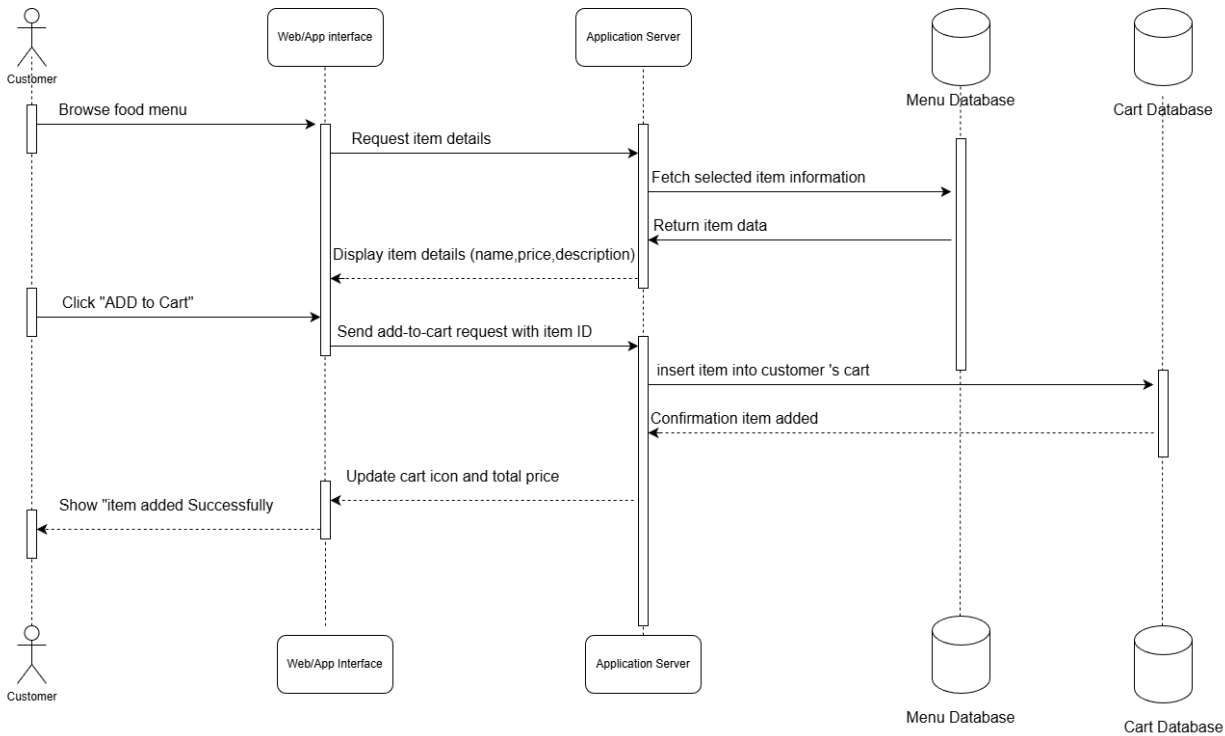 Web/App interface
Application Server
Customer
Menu Database
Cart Database
Browse food menu
Request item details
Fetch selected item information
Return item data
Display item details (name,price,description)
Click "ADD to Cart"
Send add-to-cart request with item ID
insert item into customer 's cart
Confirmation item added
Update cart icon and total price
Show "item added Successfully
Web/App Interface
Application Server
Customer
Menu Database
Cart Database